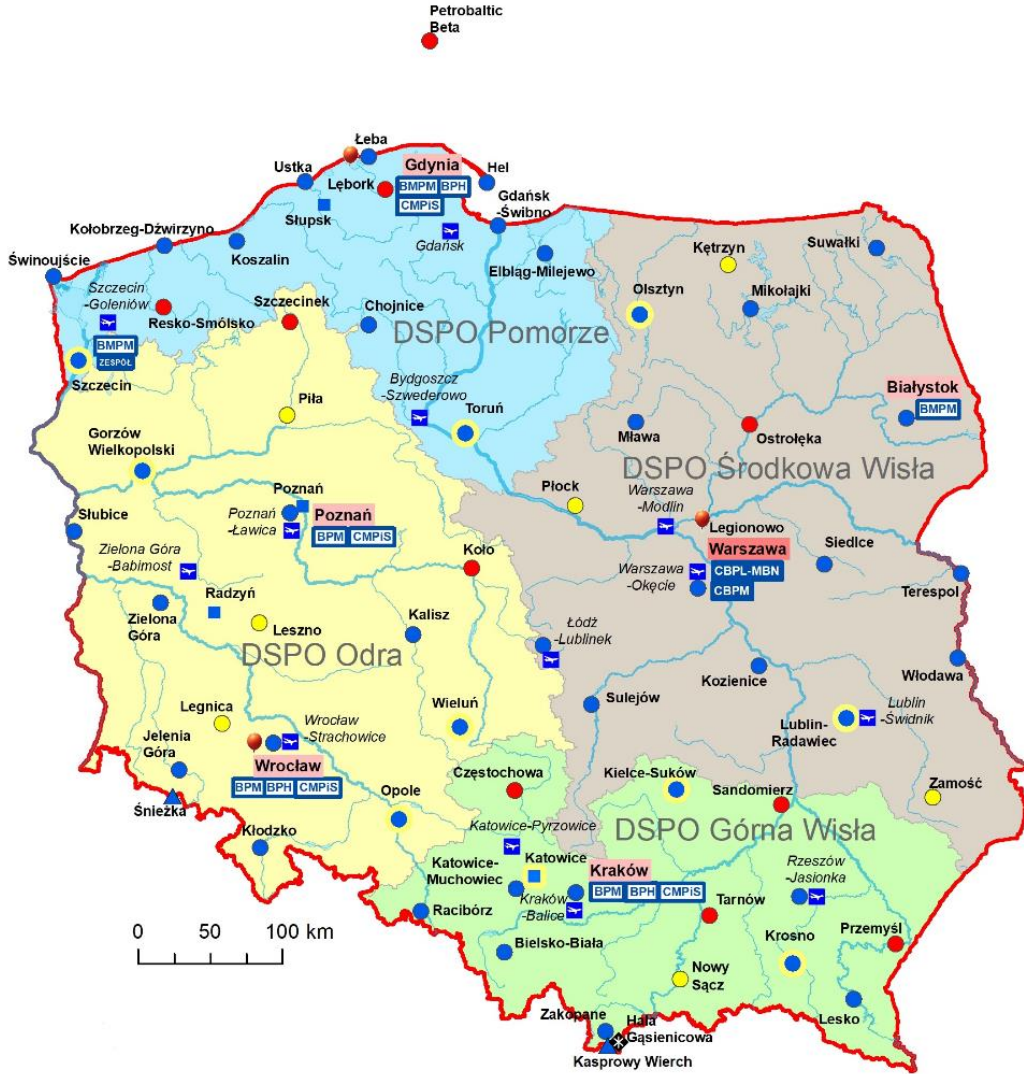 Petrobaltic
Beta
Łeba
Ustka
Gdynia
Hel
Lębork
BMPM BPH
CMPiS
Gdańsk
-Świbno
Słupsk
Gdańsk
Kołobrzeg-Dźwirzyno
Koszalin
Elbląg-Milejewo
Kętrzyn
Suwałki
Świnoujście
Szczecin
-Goleniów
Resko-Smólsko
Szczecinek
Chojnice
Olsztyn
Mikołajki
DSPO Pomorze
BMPM
ZESPÓŁ
Szczecin
Bydgoszcz
-Szwederowo
Białystok
BMPM
Piła
Toruń
Mława
Ostrołęka
Gorzów
Wielkopolski
DSPO Środkowa Wisła
Płock
Warszawa
-Modlin
Poznań
Poznań
-Ławica
Poznań
BPM CMPiS
Słubice
Legionowo
Warszawa
CBPL-MBN
CBPM
Warszawa
-Okęcie
Siedlce
Terespol
Koło
Zielona Góra
-Babimost
Radzyń
Zielona
Góra
Leszno
Kalisz
Łódź
-Lublinek
DSPO Odra
Kozienice
Włodawa
Sulejów
Lublin
-Świdnik
Lublin-
Radawiec
Legnica
Wrocław
-Strachowice
Wieluń
Jelenia
Góra
Wrocław
BPM BPH CMPiS
Śnieżka
Opole
Częstochowa
Kielce-Suków
Sandomierz
Zamość
DSPO Górna Wisła
Kłodzko
Katowice-Pyrzowice
Katowice-
Muchowiec
Katowice
Kraków
BPM BPH CMPiS
Kraków
-Balice
Rzeszów
-Jasionka
Racibórz
Tarnów
Przemyśl
Bielsko-Biała
Krosno
Nowy
Sącz
Lesko
Zakopane
Hala
Gąsienicowa
Kasprowy Wierch
0 50 100 km